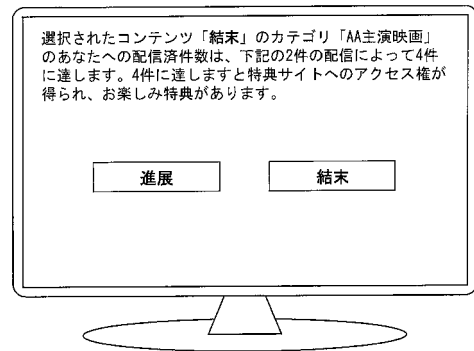 選択されたコンテンツ「結末」のカテゴリ「AA主演映画」
のあなたへの配信済件数は、下記の2件の配信によって4件
に達します。4件に達しますと特典サイトへのアクセス権が
得られ、お楽しみ特典があります。
進展 結末